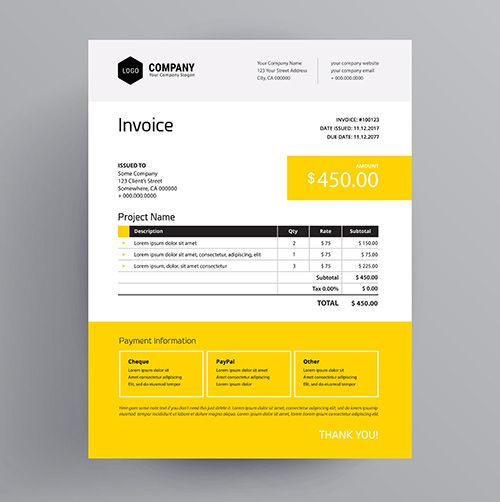 LOGO
COMPANY
Your Company Slogan
Your Company Name
123 Your Street Address
City, CA 000000
your company website
your company email
+ 000.000.0000
Invoice
INVOICE: #100123
DATE ISSUED: 11.12.2017
DUE DATE: 11.12.2077
ISSUED TO
Some Company
123 Client's Street
Somewhere, CA 000000
+ 000.000.0000
AMOUNT
$450.00
Project Name
Description Qty Rate Subtotal
Lorem ipsum dolor sit amet 2 $ 75 $ 150.00
Lorem ipsum dolor sit amet, consectetur, adipiscing, elit 1 $ 75 $ 75.00
Lorem ipsum, dolor, sit amet, consectetur 3 $ 75 $ 225.00
Subtotal $ 450.00
Tax 0.00% $ 0.00
TOTAL $ 450.00
Payment Information
Cheque
Lorem ipsum dolor sit
Amet, consectetur adipiscing
Elit, sed do eiusmod tempor
PayPal
Lorem ipsum dolor sit
Amet, consectetur adipiscing
Elit, sed do eiusmod tempor
Other
Lorem ipsum dolor sit
Amet, consectetur adipiscing
Elit, sed do eiusmod tempor
THANK YOU!